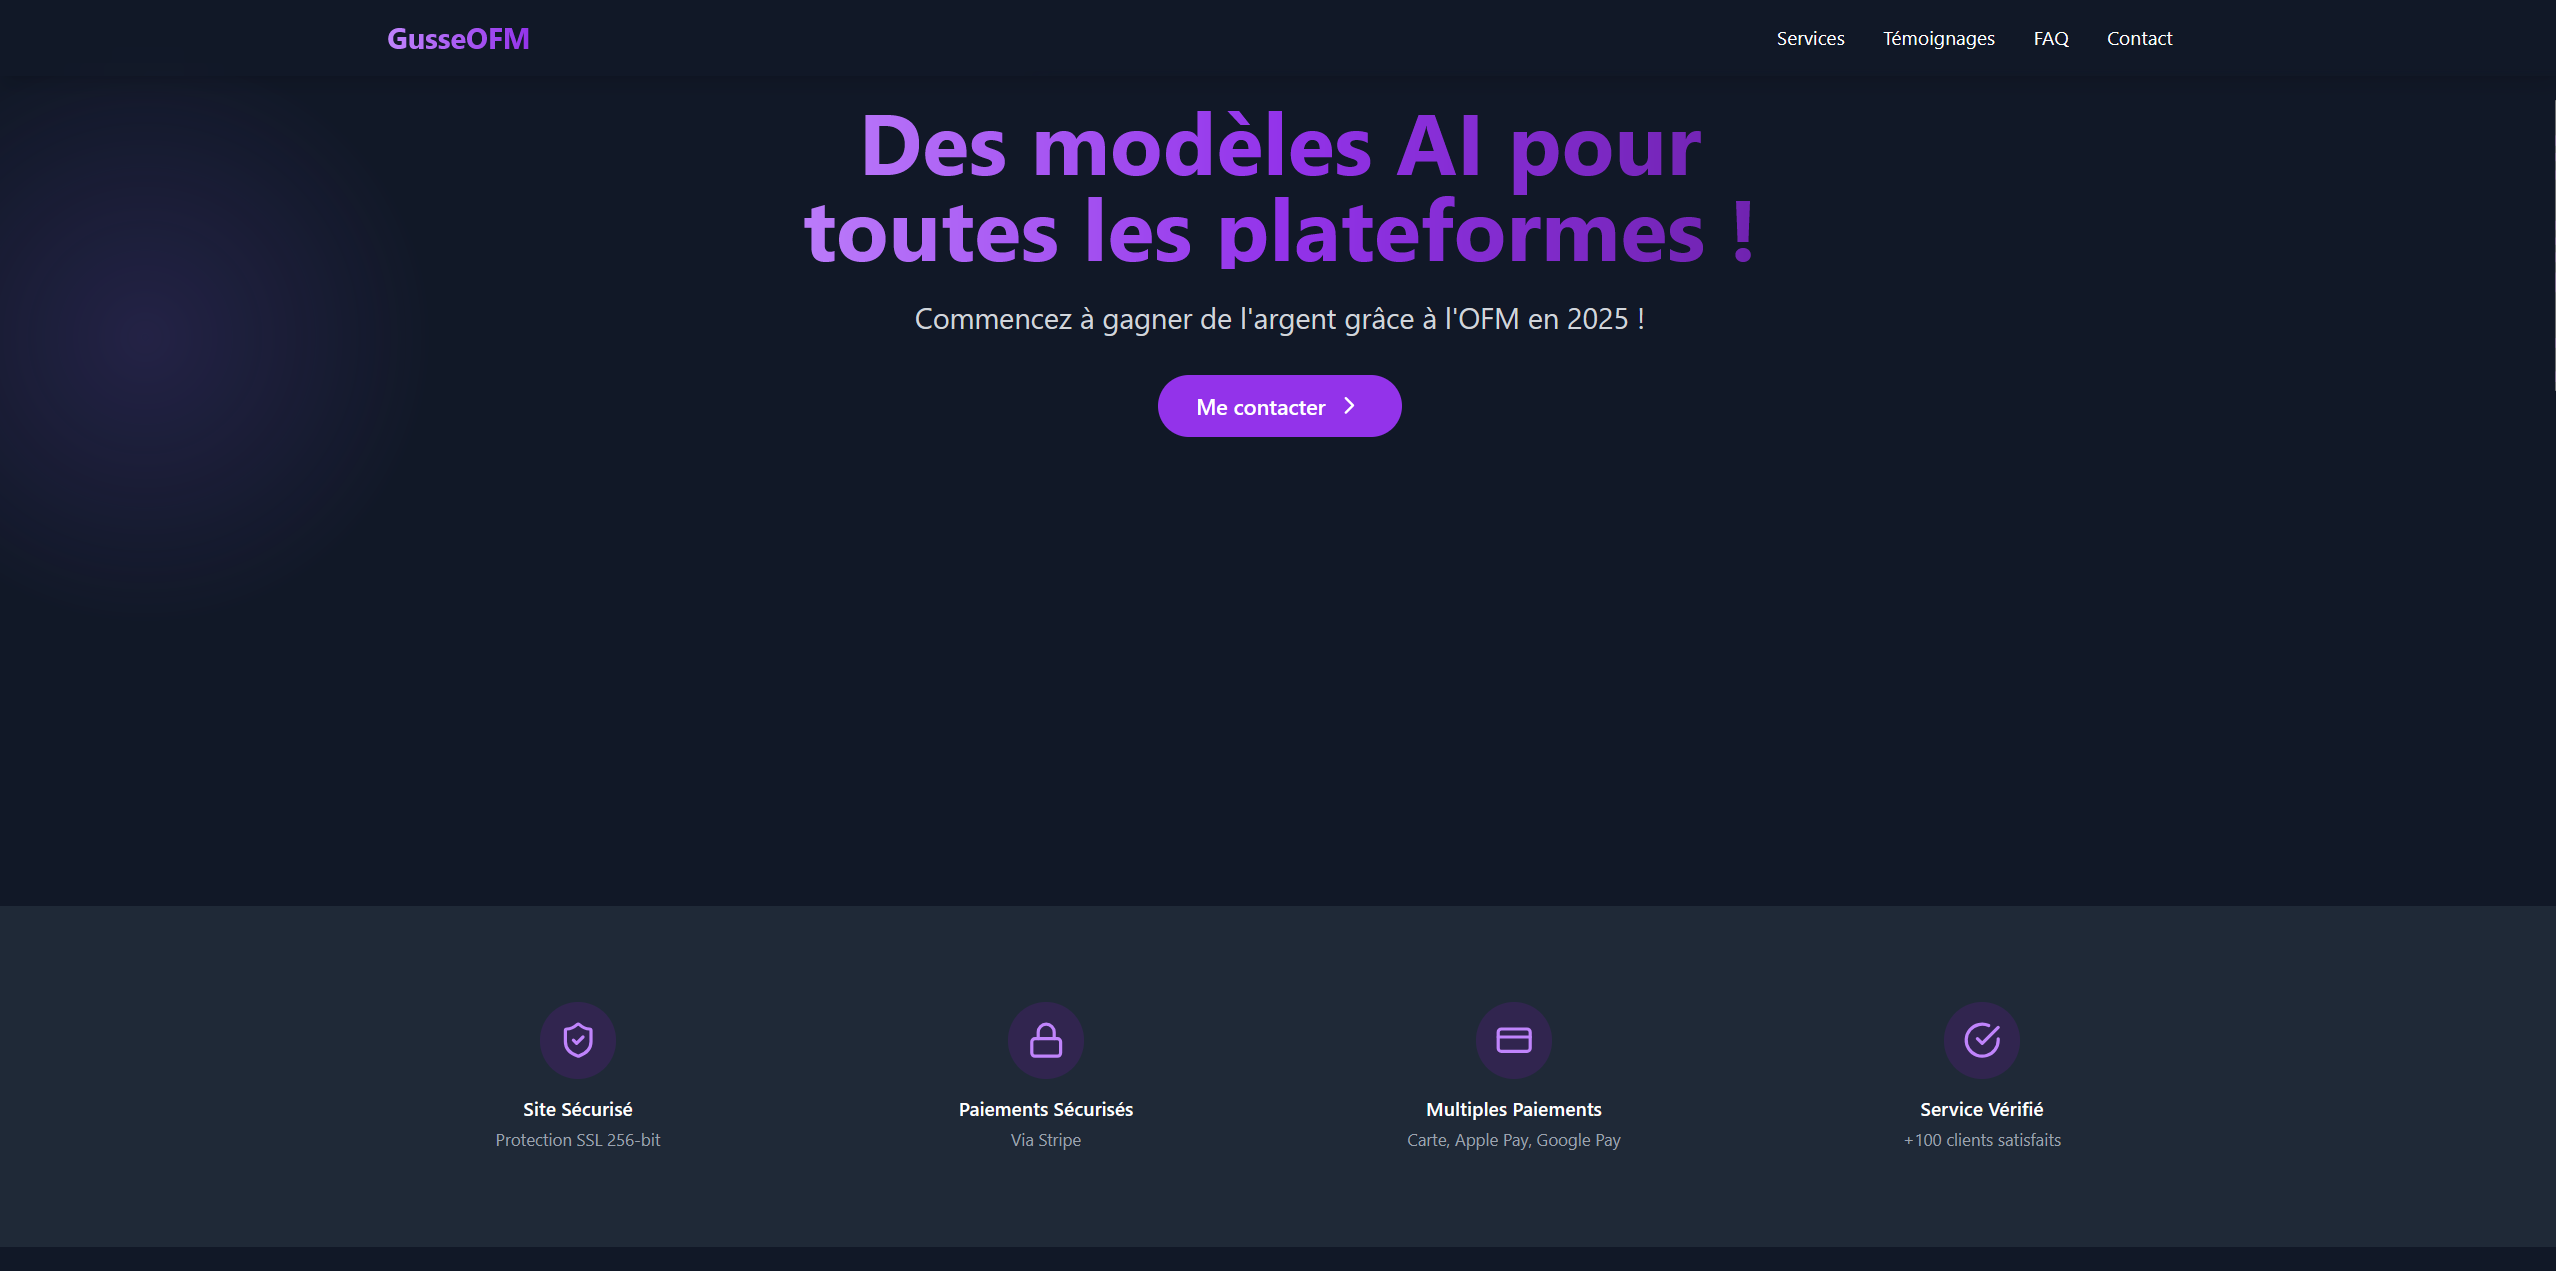 GusseOFM
Services
Témoignages
FAQ
Contact
Des modèles AI pour
toutes les plateformes !
Commencez à gagner de l'argent grâce à l'OFM en 2025 !
Me contacter
Site Sécurisé
Protection SSL 256-bit
Paiements Sécurisés
Via Stripe
Multiples Paiements
Carte, Apple Pay, Google Pay
Service Vérifié
+100 clients satisfaits